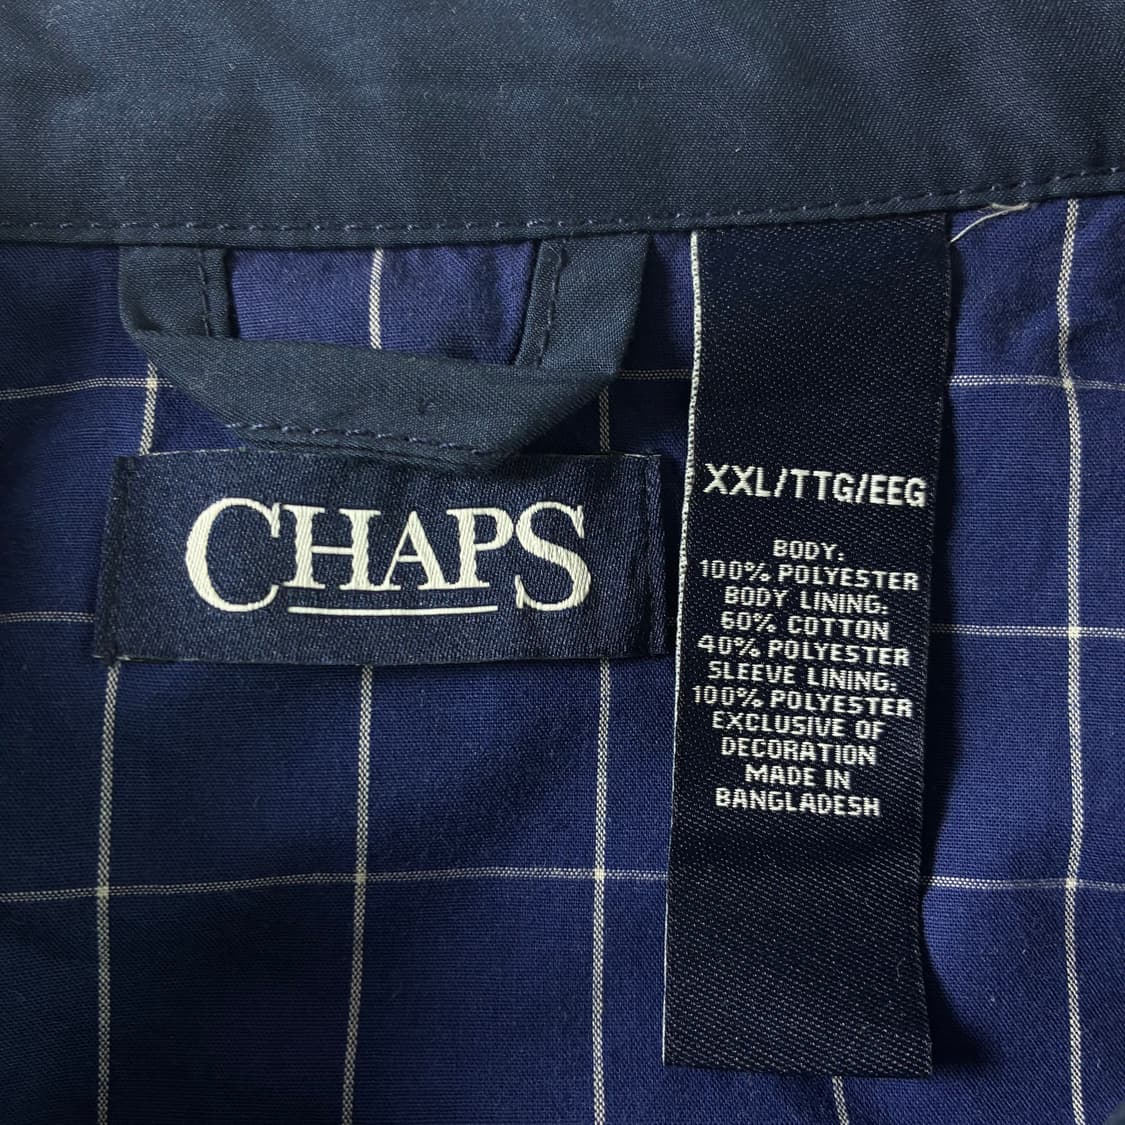 CHAPS
XXL/TTG/EEG
BODY:
100% POLYESTER
BODY LINING:
60% COTTON
40% POLYESTER
SLEEVE LINING:
100% POLYESTER
EXCLUSIVE OF
DECORATION
MADE IN
BANGLADESH